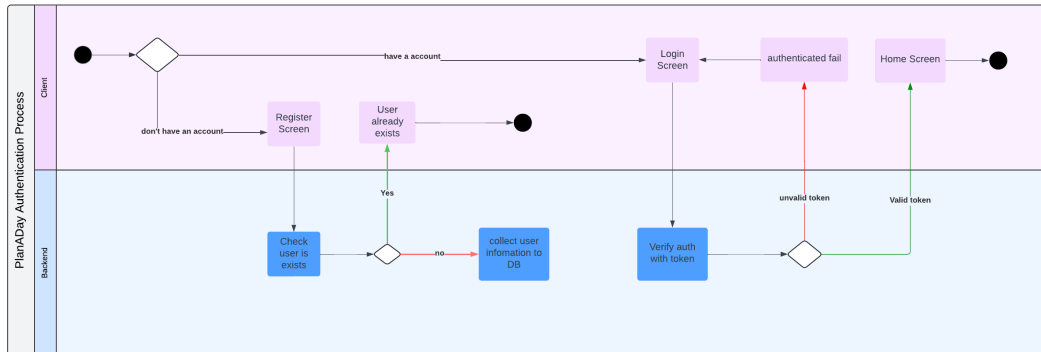 PlanADay Authentication Process
Client
have a account
Login
Screen
authenticated fail
Home Screen
don't have an account
Register
Screen
User
already
exists
Backend
Yes
unvalid token
Valid token
Check
user is
exists
no
collect user
infomation to
DB
Verify auth
with token